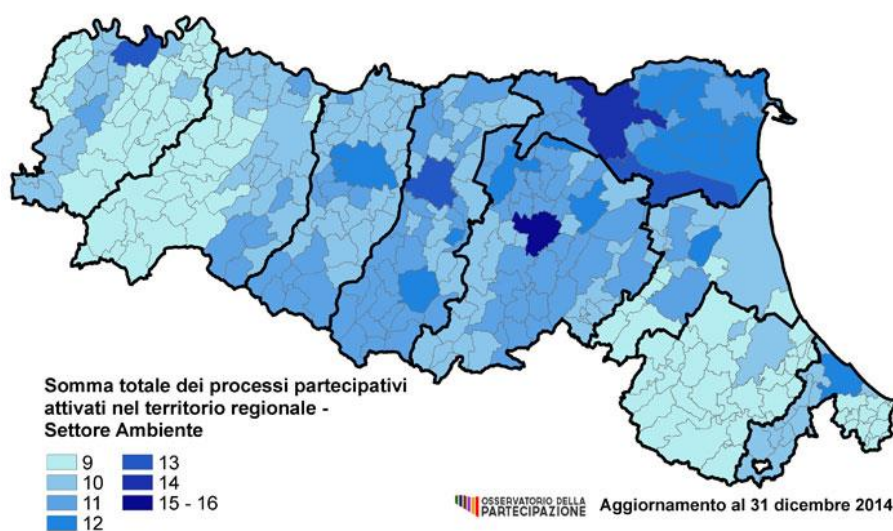 Somma totale dei processi partecipativi
attivati nel territorio regionale -
Settore Ambiente
9
10
11
12
13
14
15 - 16
OSSERVATORIO DELLA
PARTECIPAZIONE
Aggiornamento al 31 dicembre 2014